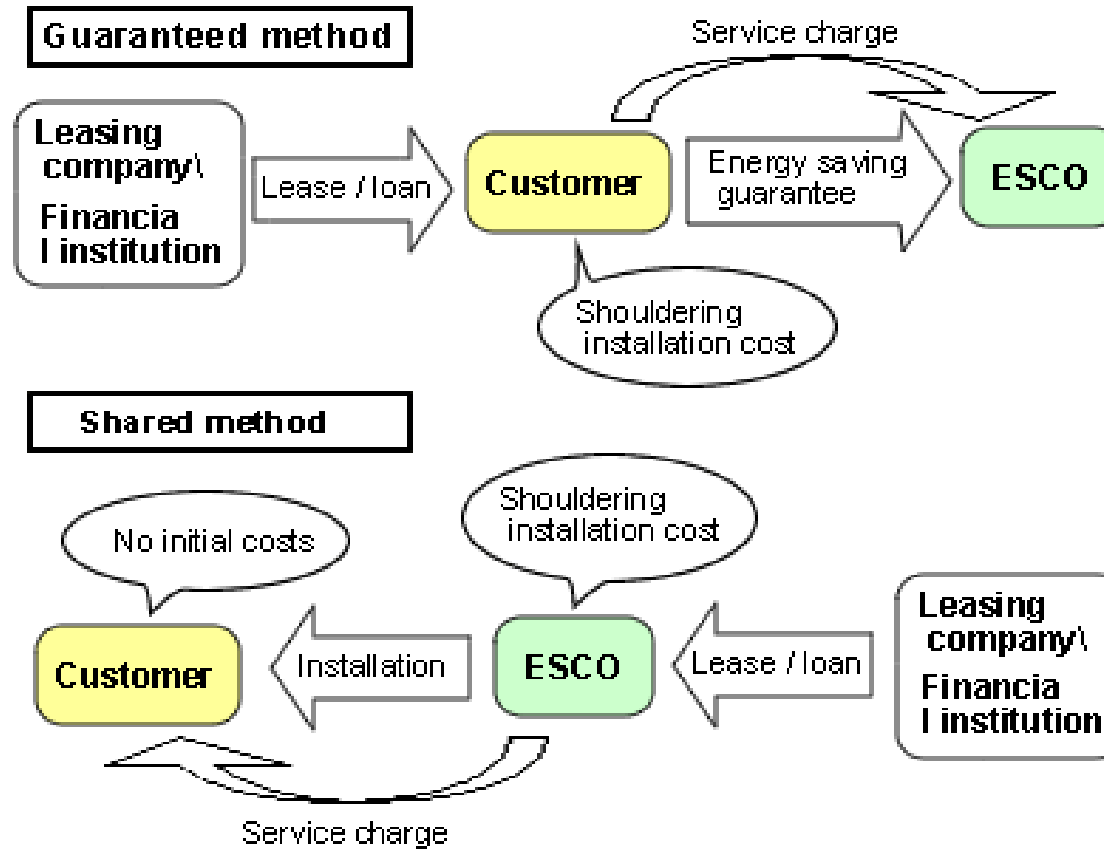 Guaranteed method
Service charge
Leasing
company\
Financia
l institution
Lease / loan
Customer
Energy saving
guarantee
ESCO
Shouldering
installation cost
Shared method
No initial costs
Shouldering
installation cost
Customer
Installation
ESCO
Lease / loan
Leasing
company\
Financia
l institution
Service charge